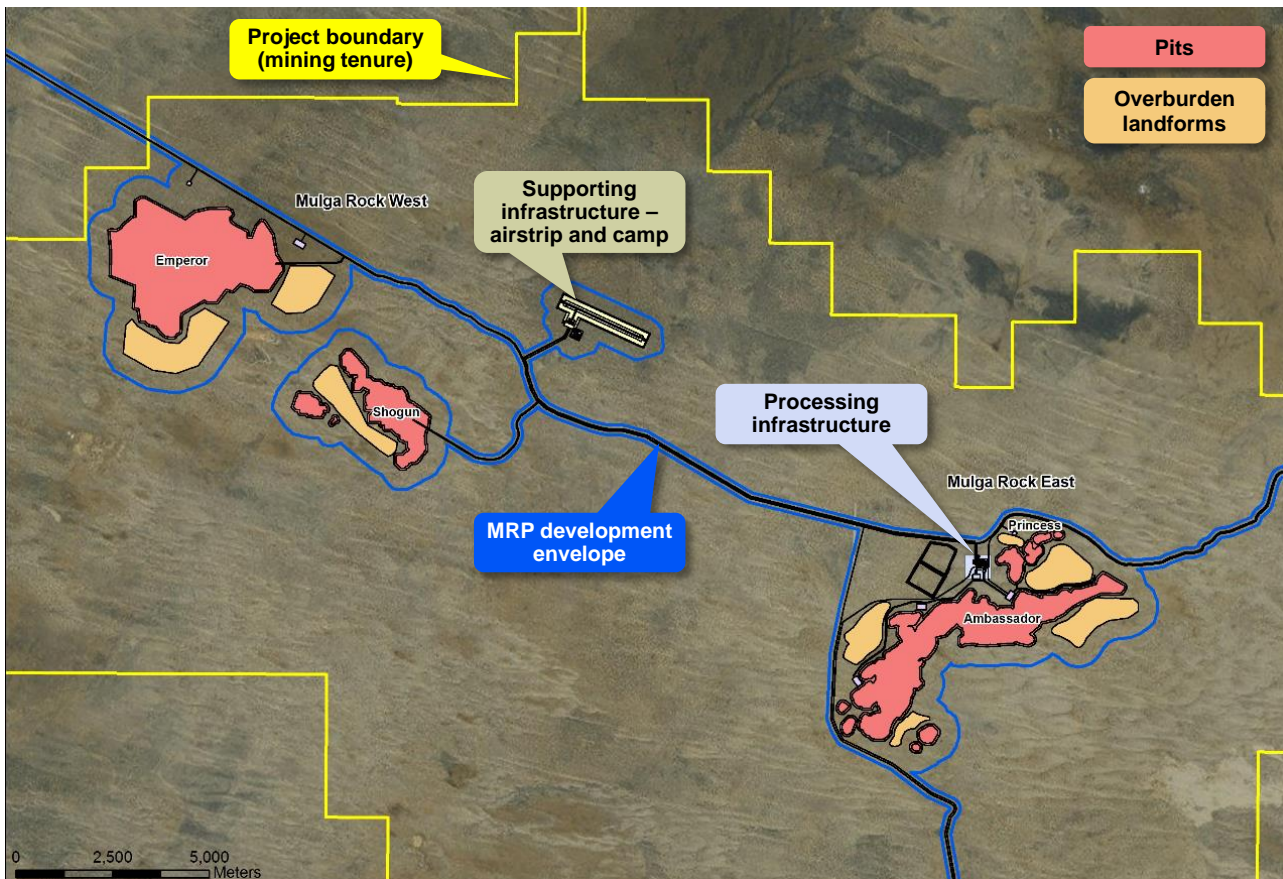 Project boundary
(mining tenure)
Pits
Overburden
landforms
Mulga Rock West
Supporting
infrastructure –
airstrip and camp
Emperor
Shogun
Processing
infrastructure
Mulga Rock East
MRP development
envelope
Princess
Ambassador
0 2,500 5,000
Meters